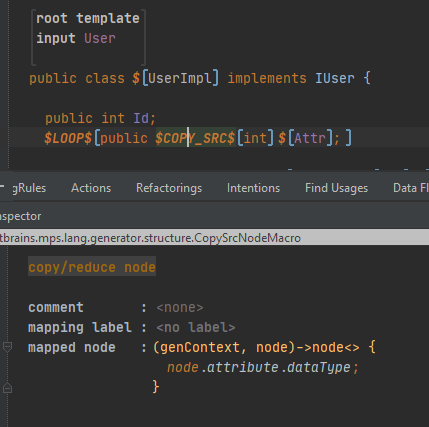 root template
input User
public class $[UserImpl] implements IUser {
public int Id;
$LOOP$[public $COPY_SRC$[int] $[Attr]; ]
gRules Actions Refactorings Intentions Find Usages Data Fl
nspector
tbrains.mps.lang.generator.structure.CopySrcNodeMacro
copy/reduce node
comment : <none>
mapping label : <no label>
mapped node : (genContext, node)->node<> {
node.attribute.dataType;
}